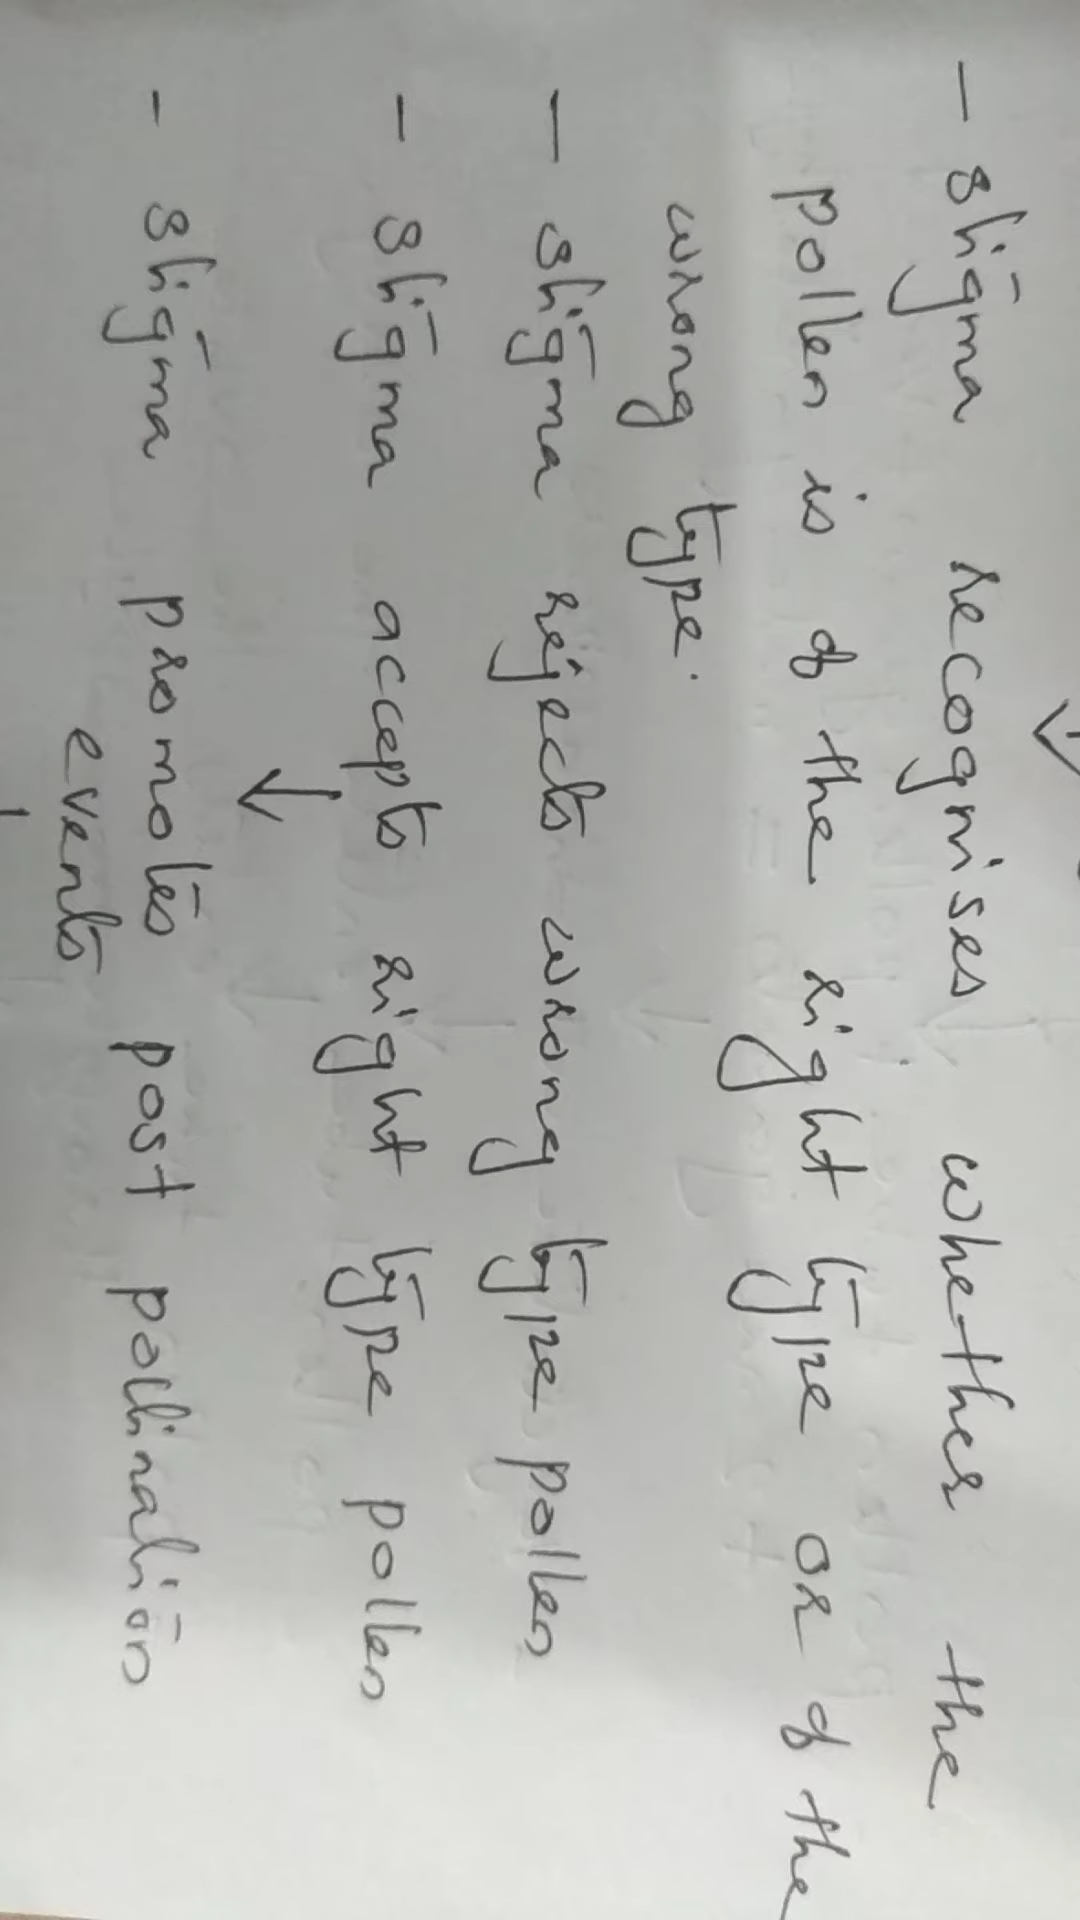 - stigma recognises whether the
pollen is of the right type or of the
wrong type.
- stigma rejects wrong type pollen
- stigma accepts right type pollen
↓
- stigma promotes post pollination
events